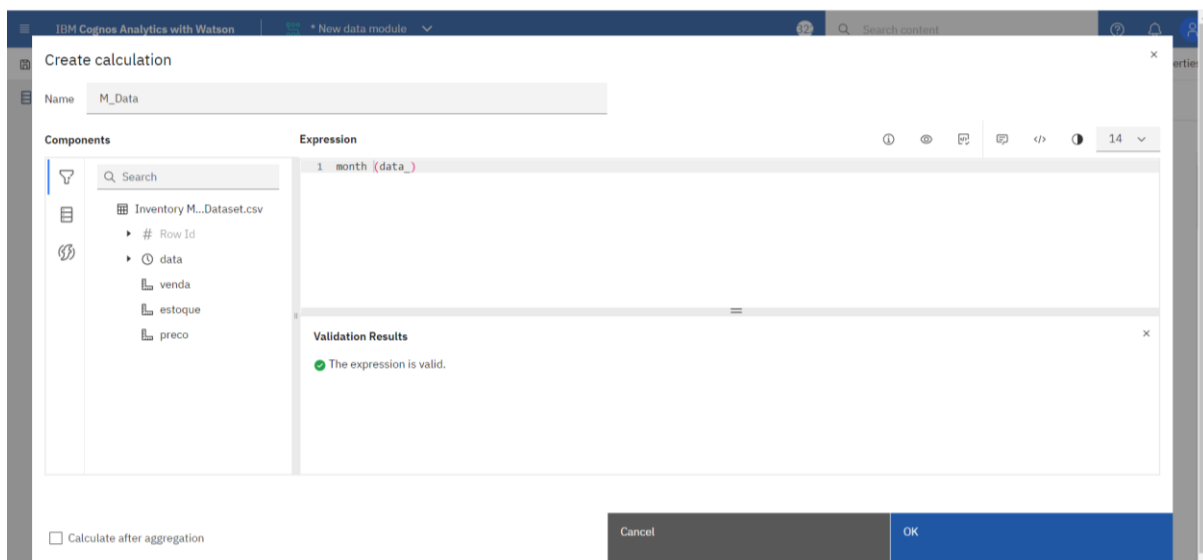 IBM Cognos Analytics with Watson
* New data module
Search content
Create calculation
erties
Name
M_Data
Components
Expression
14
1 month (data_)
Search
Inventory M...Dataset.csv
# Row Id
data
venda
estoque
preco
Validation Results
The expression is valid.
Calculate after aggregation
Cancel
OK